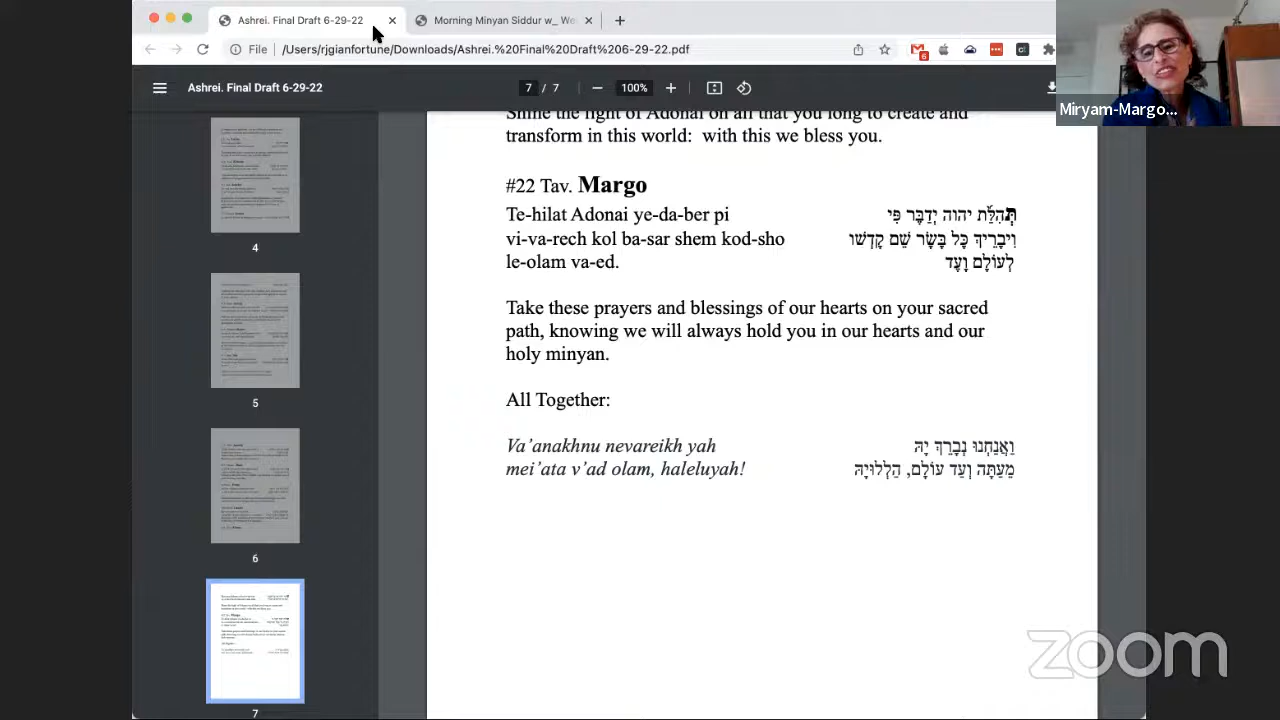 Ashrei. Final Draft 6-29-22
Morning Minyan Siddur w_ We
File
/Users/rjgianfortune/Downloads/Ashrei.%20Final%20Draft%206-29-22.pdf
6
Ashrei. Final Draft 6-29-22
7 / 7
100%
Miryam-Margo...
4
5
6
7
Shine the light of Adonai on all that you long to create and
transform in this world; with this we bless you.
#22 Tav. Margo
Te-hilat Adonai ye-da-ber pi
תְּהִלַּת יהוה יְדַבֶּר פִּי
vi-va-rech kol ba-sar shem kod-sho
וִיבָרֵיךְ כָּל בָּשָׂר שֵׁם קָדְשׁוֹ
le-olam va-ed.
לְעוֹלָם וָעֶד
Take these prayers and blessings of our hearts on your sacred
path, knowing we will always hold you in our hearts and our
holy minyan.
All Together:
Va’anakhnu nevarekh yah
וַאֲנַחְנוּ נְבָרֵךְ יָהּ
mei’ata v’ad olam, haleluyah!
מֵעַתָּה וְעַד עוֹלָם, הַלְלוּיָהּ
zoom